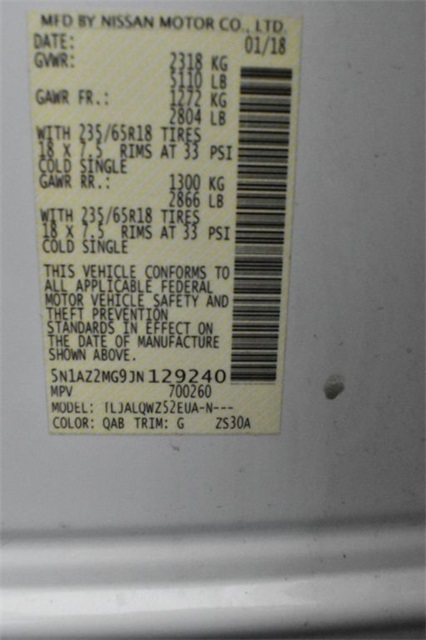 MFD BY NISSAN MOTOR CO., LTD.
DATE: 01/18
GVWR: 2318 KG
5110 LB
GAWR FR.: 1272 KG
2804 LB
WITH 235/65R18 TIRES
18 X 7.5 RIMS AT 33 PSI
COLD SINGLE
GAWR RR.: 1300 KG
2866 LB
WITH 235/65R18 TIRES
18 X 7.5 RIMS AT 33 PSI
COLD SINGLE
THIS VEHICLE CONFORMS TO
ALL APPLICABLE FEDERAL
MOTOR VEHICLE SAFETY AND
THEFT PREVENTION
STANDARDS IN EFFECT ON
THE DATE OF MANUFACTURE
SHOWN ABOVE.
5N1AZ2MG9JN129240
MPV 700260
MODEL: TLJALQWZ52EUA-N---
COLOR: QAB TRIM: G ZS30A